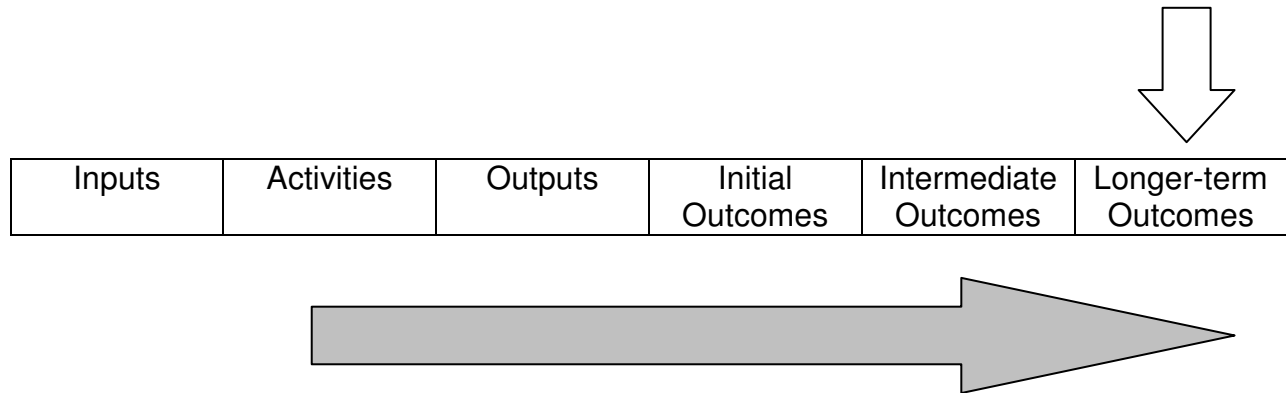 Inputs
Activities
Outputs
Initial
Outcomes
Intermediate
Outcomes
Longer-term
Outcomes